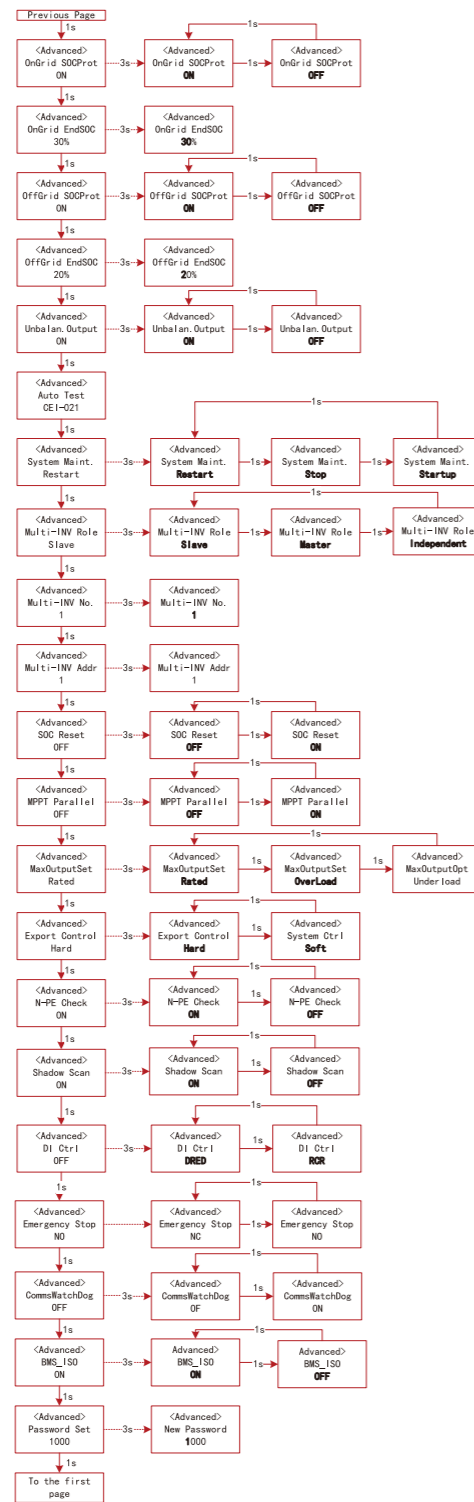 Previous Page
1s
1s
<Advanced>
OnGrid SOCProt
ON
3s
<Advanced>
OnGrid SOCProt
ON
1s
<Advanced>
OnGrid SOCProt
OFF
1s
<Advanced>
OnGrid EndSOC
30%
3s
<Advanced>
OnGrid EndSOC
30%
1s
1s
<Advanced>
OffGrid SOCProt
ON
3s
<Advanced>
OffGrid SOCProt
ON
1s
<Advanced>
OffGrid SOCProt
OFF
1s
<Advanced>
OffGrid EndSOC
20%
3s
<Advanced>
OffGrid EndSOC
20%
1s
1s
<Advanced>
Unbalan.Output
ON
3s
<Advanced>
Unbalan.Output
ON
1s
<Advanced>
Unbalan.Output
OFF
1s
<Advanced>
Auto Test
CEI-021
1s
1s
<Advanced>
System Maint.
Restart
3s
<Advanced>
System Maint.
Restart
1s
<Advanced>
System Maint.
Stop
1s
<Advanced>
System Maint.
Startup
1s
1s
<Advanced>
Multi-INV Role
Slave
3s
<Advanced>
Multi-INV Role
Slave
1s
<Advanced>
Multi-INV Role
Master
1s
<Advanced>
Multi-INV Role
Independent
1s
<Advanced>
Multi-INV No.
1
3s
<Advanced>
Multi-INV No.
1
1s
<Advanced>
Multi-INV Addr
1
3s
<Advanced>
Multi-INV Addr
1
1s
1s
<Advanced>
SOC Reset
OFF
3s
<Advanced>
SOC Reset
OFF
1s
<Advanced>
SOC Reset
ON
1s
1s
<Advanced>
MPPT Parallel
OFF
3s
<Advanced>
MPPT Parallel
OFF
1s
<Advanced>
MPPT Parallel
ON
1s
1s
<Advanced>
MaxOutputSet
Rated
3s
<Advanced>
MaxOutputSet
Rated
1s
<Advanced>
MaxOutputSet
OverLoad
1s
<Advanced>
MaxOutputOpt
Underload
1s
1s
<Advanced>
Export Control
Hard
3s
<Advanced>
Export Control
Hard
1s
<Advanced>
System Ctrl
Soft
1s
1s
<Advanced>
N-PE Check
ON
3s
<Advanced>
N-PE Check
ON
1s
<Advanced>
N-PE Check
OFF
1s
1s
<Advanced>
Shadow Scan
ON
3s
<Advanced>
Shadow Scan
ON
1s
<Advanced>
Shadow Scan
OFF
1s
1s
<Advanced>
DI Ctrl
OFF
3s
<Advanced>
DI Ctrl
DRED
1s
<Advanced>
DI Ctrl
RCR
1s
1s
<Advanced>
Emergency Stop
NO
<Advanced>
Emergency Stop
NC
1s
<Advanced>
Emergency Stop
NO
1s
1s
<Advanced>
CommsWatchDog
OFF
3s
<Advanced>
CommsWatchDog
OF
1s
<Advanced>
CommsWatchDog
ON
1s
1s
<Advanced>
BMS_ISO
ON
3s
Advanced>
BMS_ISO
ON
1s
Advanced>
BMS_ISO
OFF
1s
<Advanced>
Password Set
1000
3s
<Advanced>
New Password
1000
1s
To the first
page